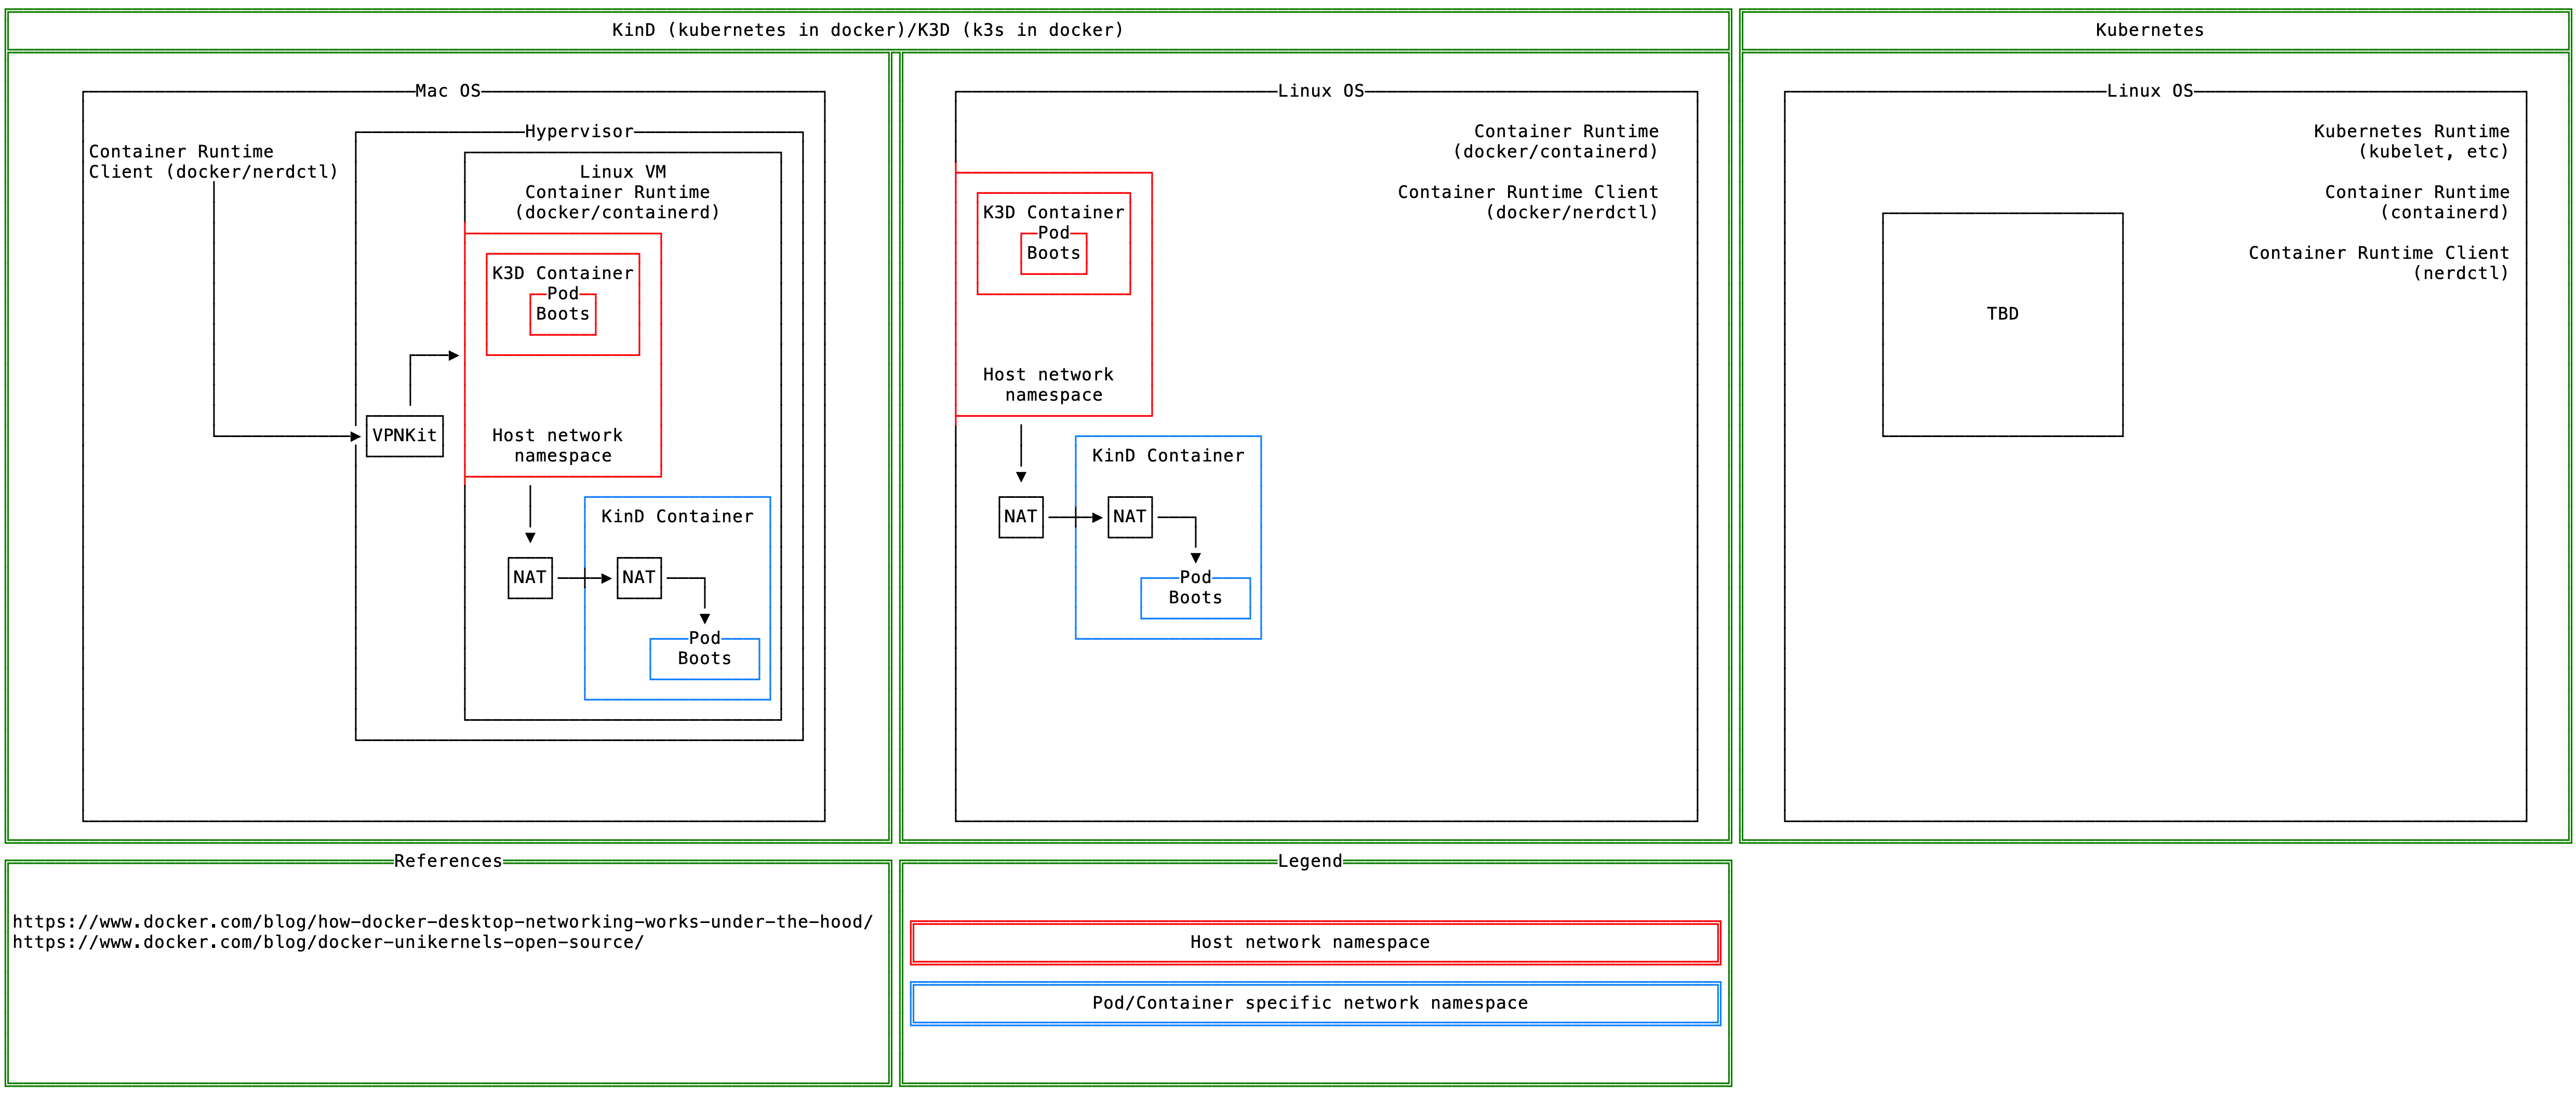 KinD (kubernetes in docker)/K3D (k3s in docker)
Kubernetes
Mac OS
Hypervisor
Container Runtime
Client (docker/nerdctl)
Linux VM
Container Runtime
(docker/containerd)
K3D Container
Pod
Boots
VPNKit
Host network
namespace
KinD Container
NAT
NAT
Pod
Boots
Linux OS
Container Runtime
(docker/containerd)
Container Runtime Client
(docker/nerdctl)
K3D Container
Pod
Boots
Host network
namespace
KinD Container
NAT
NAT
Pod
Boots
Linux OS
Kubernetes Runtime
(kubelet, etc)
Container Runtime
(containerd)
Container Runtime Client
(nerdctl)
TBD
References
https://www.docker.com/blog/how-docker-desktop-networking-works-under-the-hood/
https://www.docker.com/blog/docker-unikernels-open-source/
Legend
Host network namespace
Pod/Container specific network namespace